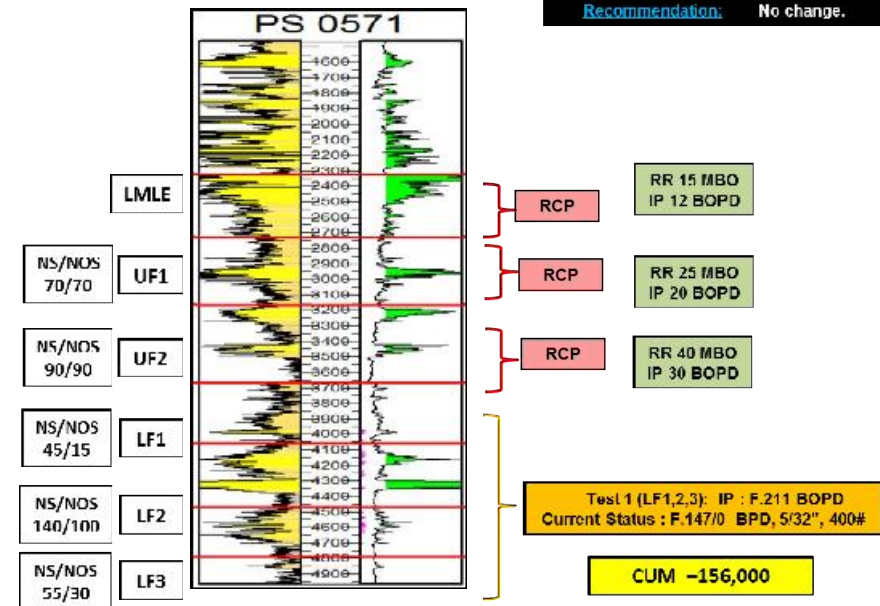 Recommendation: No change.
PS 0571
1600
1700
1800
1900
2000
2100
2200
2300
2400
2500
2600
2700
2800
2900
3000
3100
3200
3300
3400
3500
3600
3700
3800
3900
4000
4100
4200
4300
4400
4500
4600
4700
4800
4900
LMLE
RCP
RR 15 MBO
IP 12 BOPD
NS/NOS
70/70
UF1
RCP
RR 25 MBO
IP 20 BOPD
NS/NOS
90/90
UF2
RCP
RR 40 MBO
IP 30 BOPD
NS/NOS
45/15
LF1
NS/NOS
140/100
LF2
Test 1 (LF1,2,3): IP : F.211 BOPD
Current Status : F.147/0 BPD, 5/32", 400#
NS/NOS
55/30
LF3
CUM –156,000